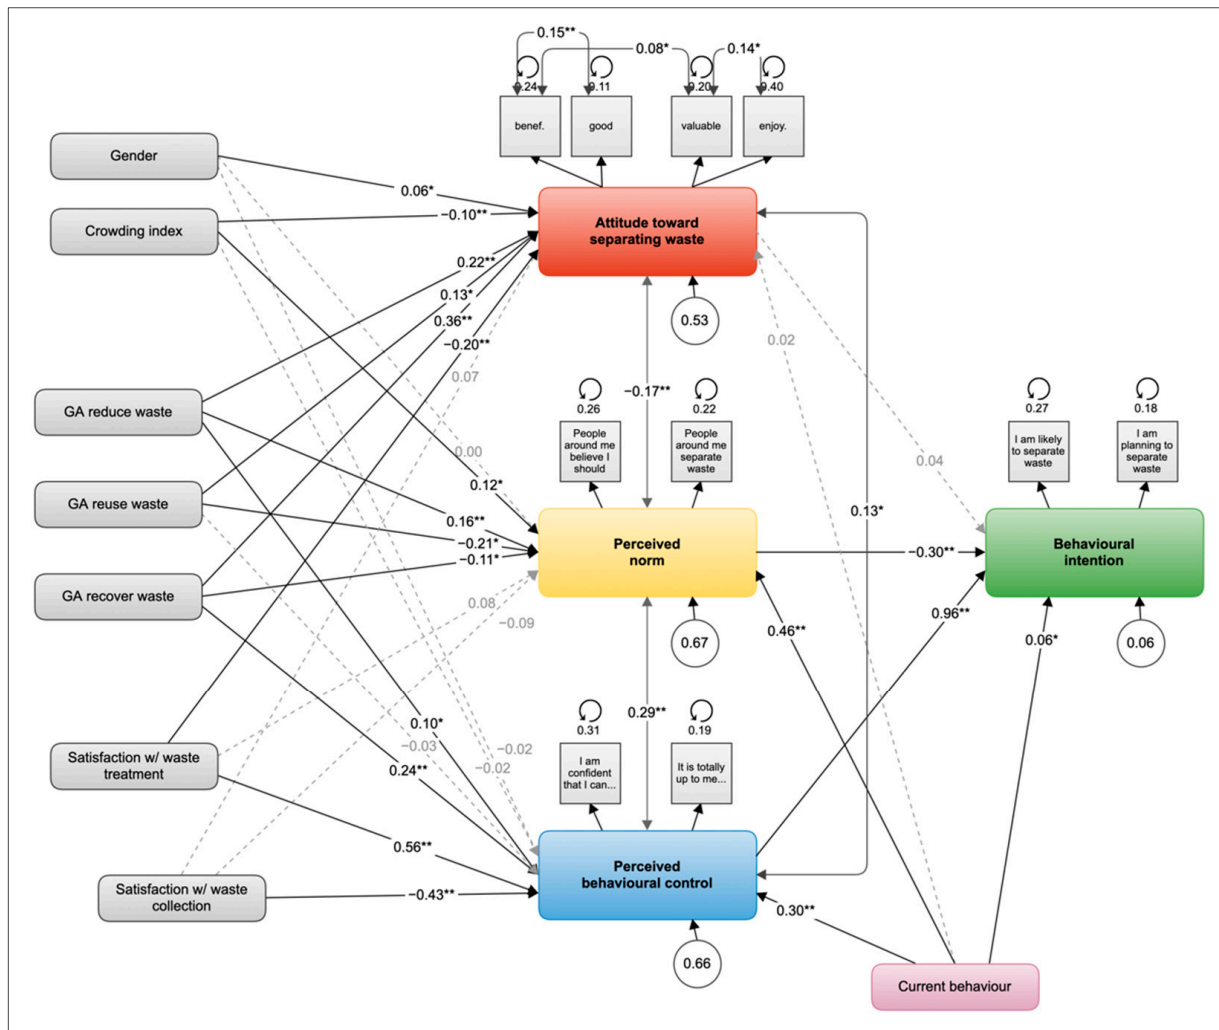 0.15**
0.08*
0.14*
0.24
0.11
0.20
0.40
benef.
good
valuable
enjoy.
Gender
0.06*
Crowding index
−0.10**
Attitude toward
separating waste
0.22**
0.13*
0.36**
−0.20**
0.07
0.53
0.02
−0.17**
GA reduce waste
0.26
0.22
People
around me
believe I
should
People
around me
separate
waste
0.27
0.18
I am likely
to separate
waste
I am
planning to
separate
waste
0.00
0.12*
0.04
GA reuse waste
0.16**
−0.21*
−0.11*
0.13*
Perceived
norm
−0.30**
Behavioural
intention
GA recover waste
0.08
−0.09
0.67
0.46**
0.96**
0.06*
0.06
0.10*
−0.03
−0.02
−0.02
0.24**
0.29**
0.31
0.19
I am
confident
that I can...
It is totally
up to me...
Satisfaction w/ waste
treatment
0.56**
Perceived
behavioural control
Satisfaction w/ waste
collection
−0.43**
0.30**
0.66
Current behaviour